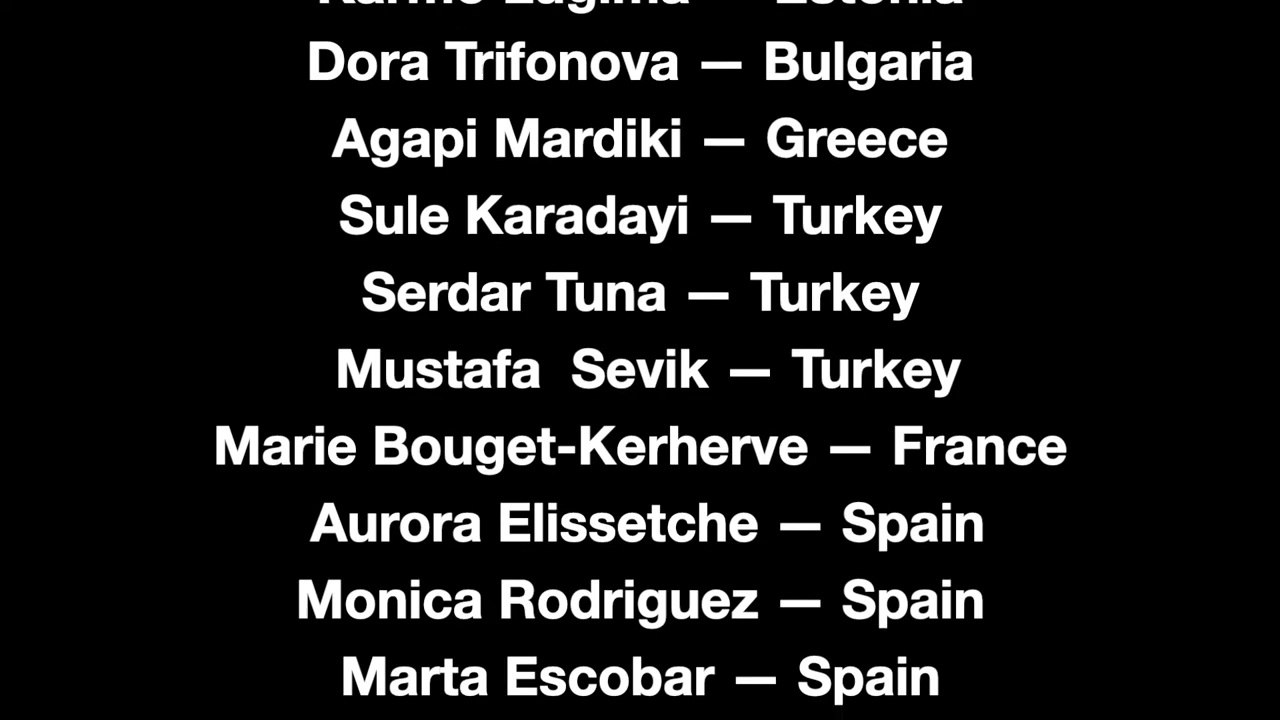 Dora Trifonova — Bulgaria
Agapi Mardiki — Greece
Sule Karadayi — Turkey
Serdar Tuna — Turkey
Mustafa  Sevik — Turkey
Marie Bouget-Kerherve — France
Aurora Elissetche — Spain
Monica Rodriguez — Spain
Marta Escobar — Spain